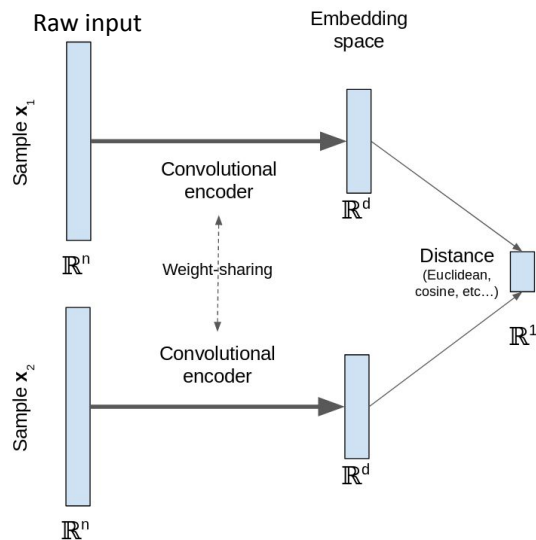 Raw input
Embedding
space
Sample x₁
Convolutional
encoder
ℝⁿ
ℝᵈ
Weight-sharing
Distance
(Euclidean,
cosine, etc…)
ℝ¹
Convolutional
encoder
Sample x₂
ℝᵈ
ℝⁿ